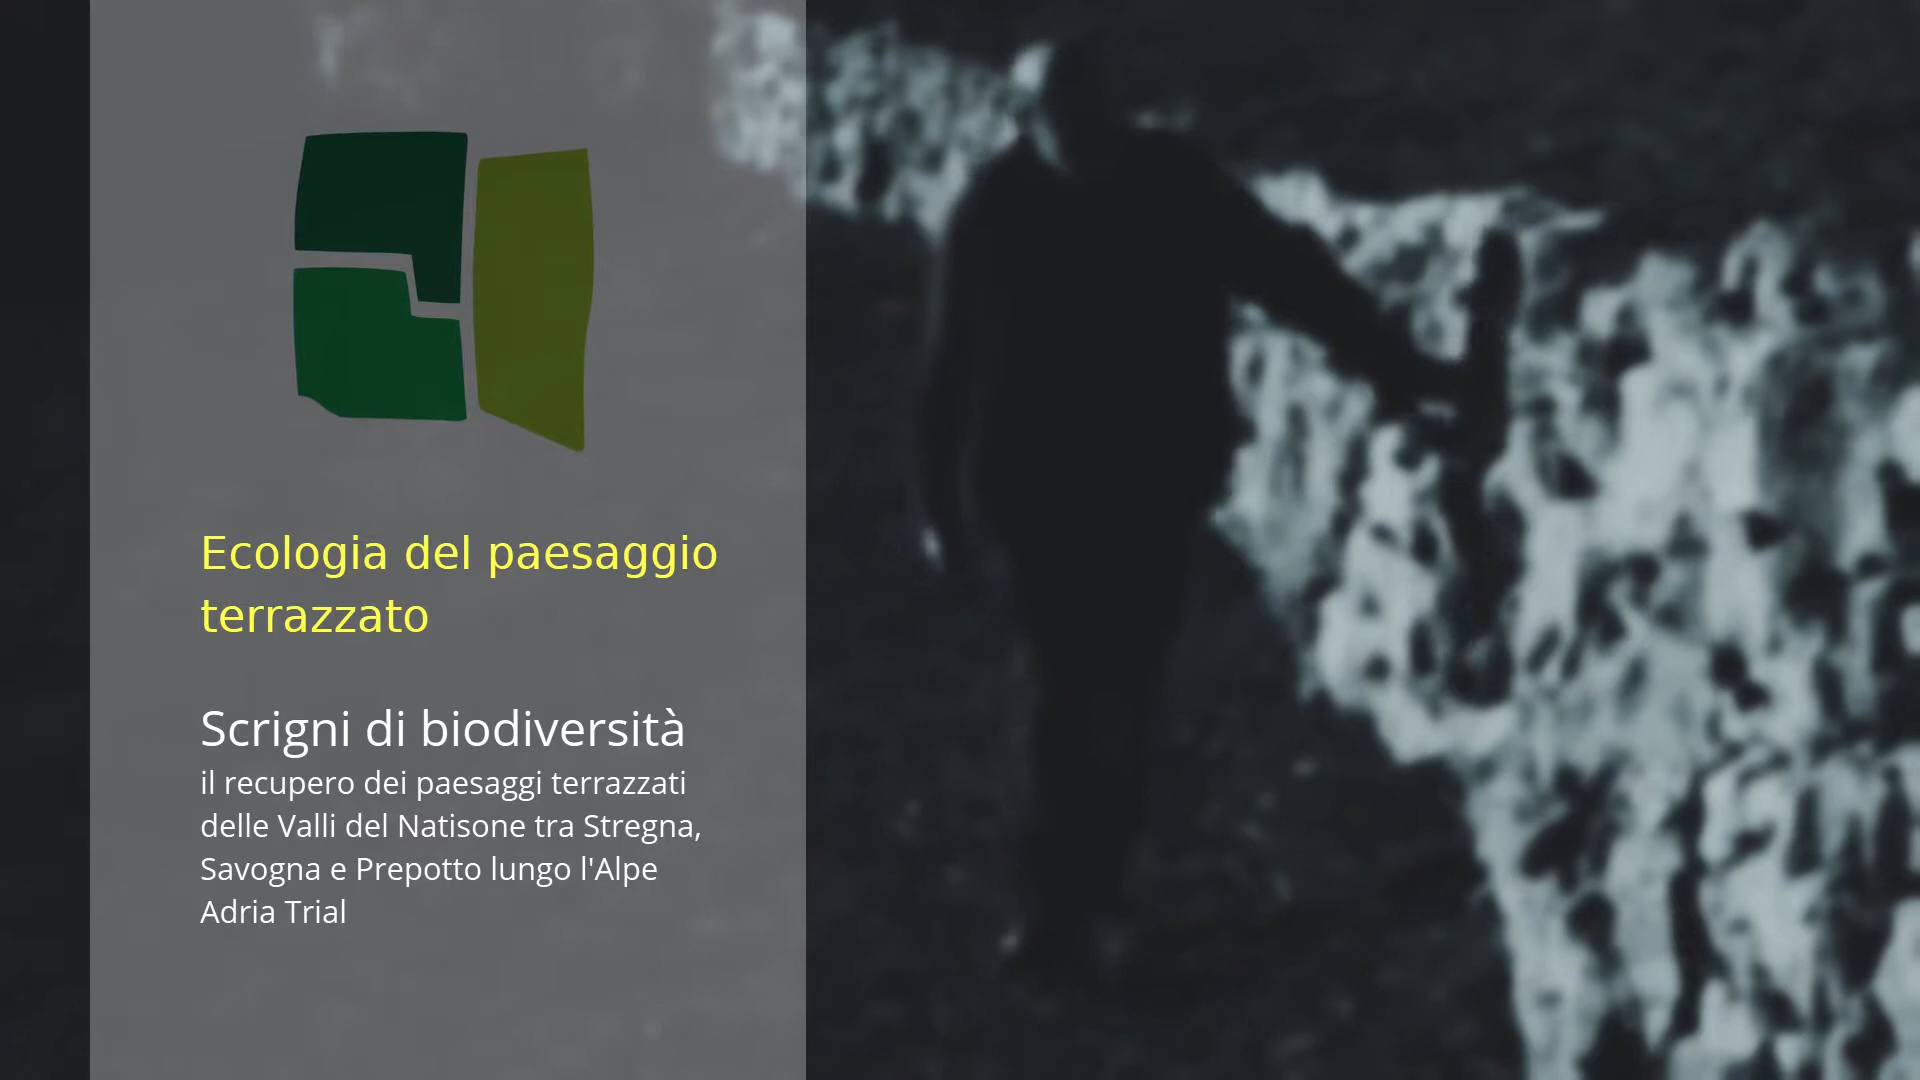 Ecologia del paesaggio
terrazzato
Scrigni di biodiversità
il recupero dei paesaggi terrazzati
delle Valli del Natisone tra Stregna,
Savogna e Prepotto lungo l'Alpe
Adria Trial